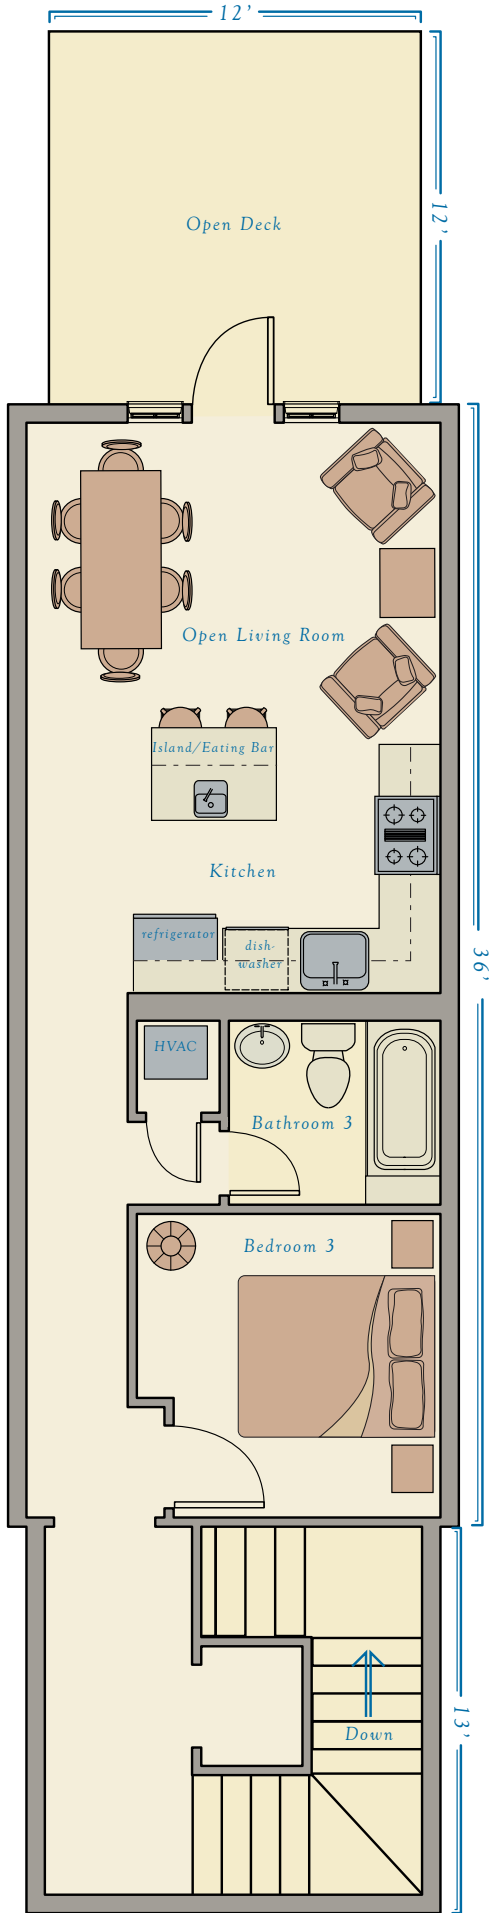 12'
12'
Open Deck
Open Living Room
Island/Eating Bar
Kitchen
refrigerator
dish-
washer
36'
HVAC
Bathroom 3
Bedroom 3
13'
Down